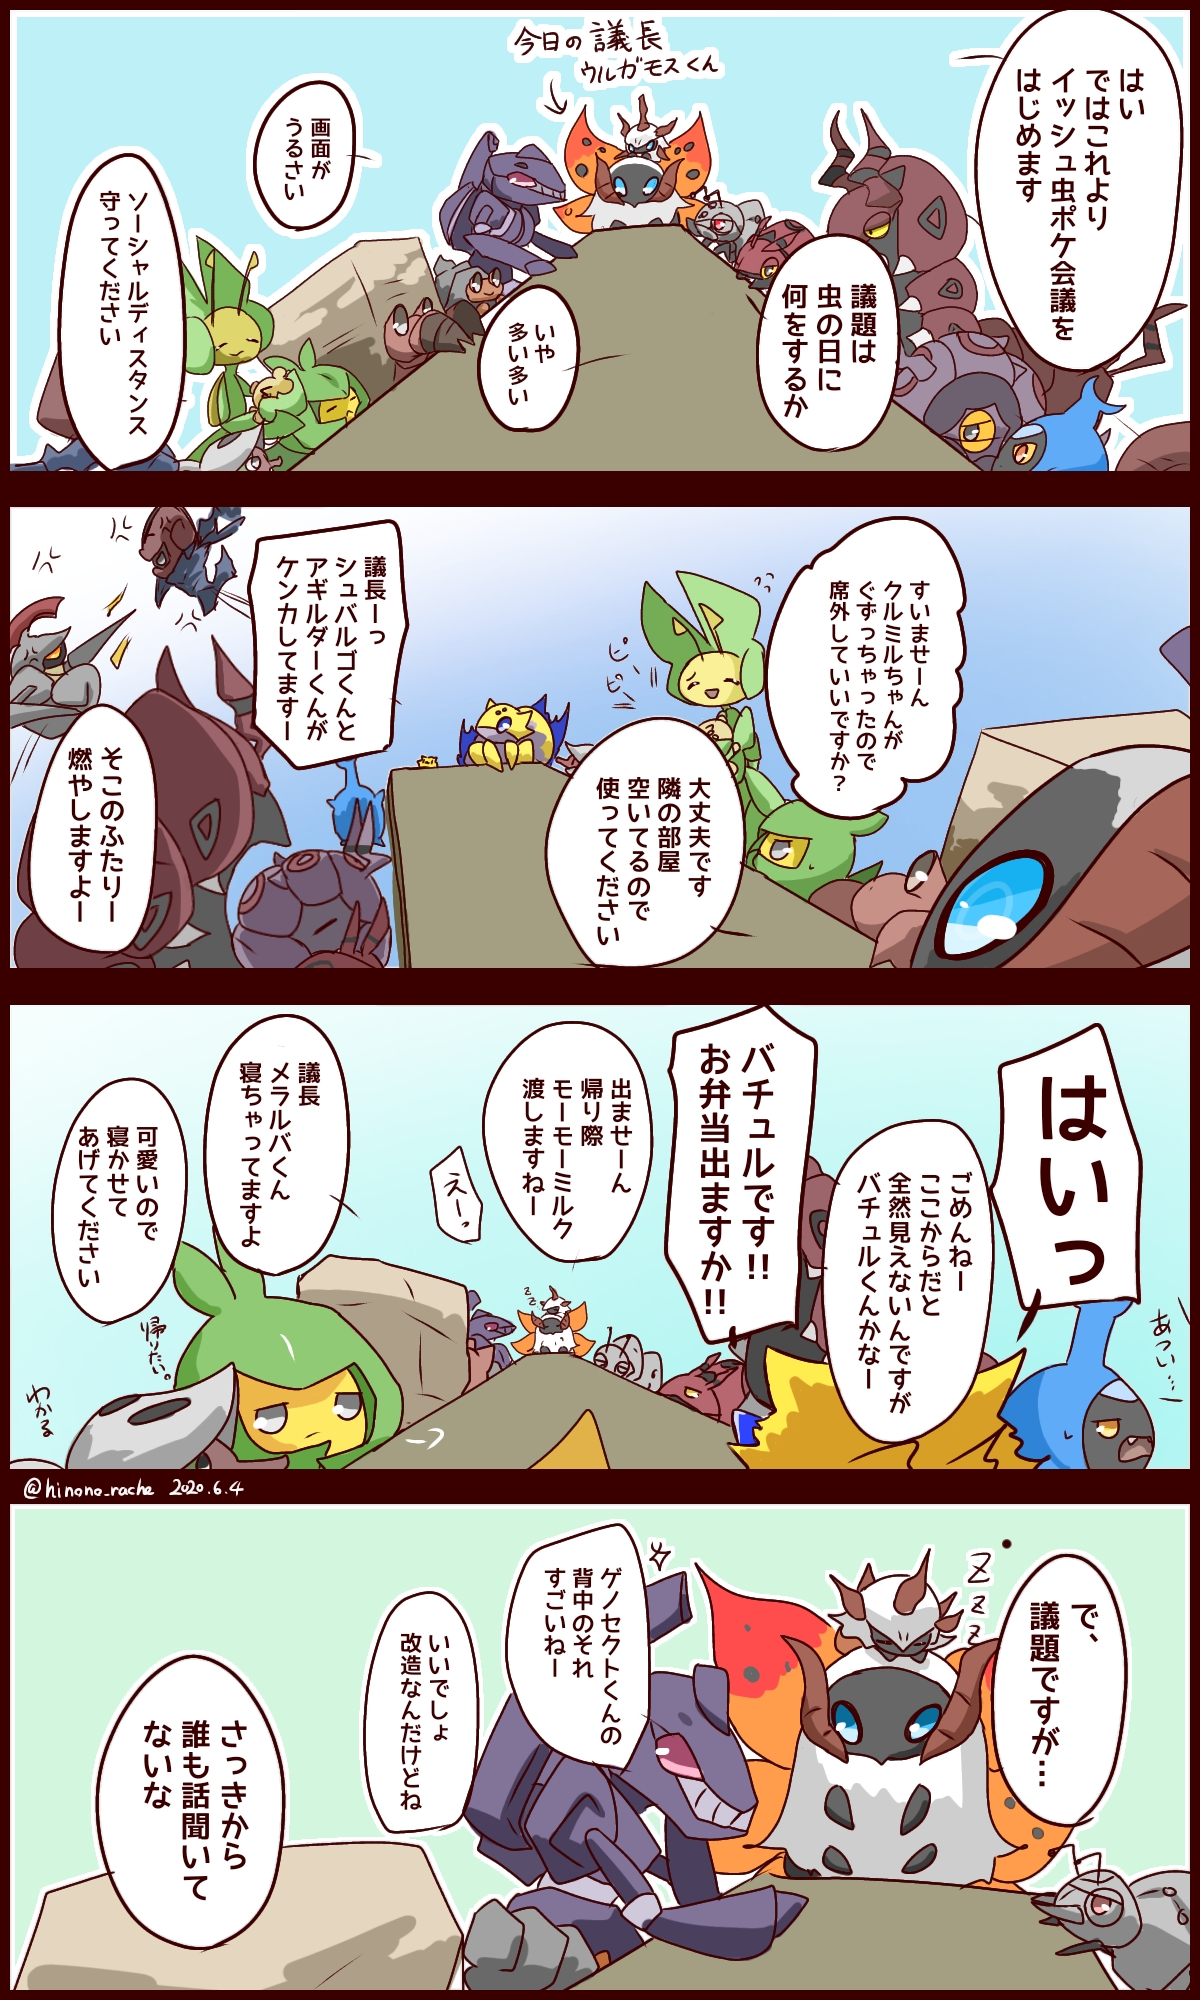 はい
ではこれより
イッシュ虫ポケ会議を
はじめます
今日の議長
ウルガモスくん
議題は
虫の日に
何をするか
いや
多い多い
画面が
うるさい
ソーシャルディスタンス
守ってください
すいませーん
クルミルちゃんが
ぐずっちゃったので
席外していいですか?
ピーピー
大丈夫です
隣の部屋
空いてるので
使ってください
議長ーっ
シュバルゴくんと
アギルダーくんが
ケンカしてますー
そこのふたりー
燃やしますよー
はいっ
あつい…
ごめんねー
ここからだと
全然見えないんですが
バチュルくんかなー
バチュルです!!
お弁当出ますか!!
出ませーん
帰り際
モーモーミルク
渡しますねー
えーっ
zzz
議長
メラルバくん
寝ちゃってますよ
可愛いので
寝かせて
あげてください
帰りたい。
わかる
@hinono_rache 2020.6.4
で、
議題ですが…
zzzz
ゲノセクトくんの
背中のそれ
すごいねー
いいでしょ
改造なんだけどね
さっきから
誰も話聞いて
ないな